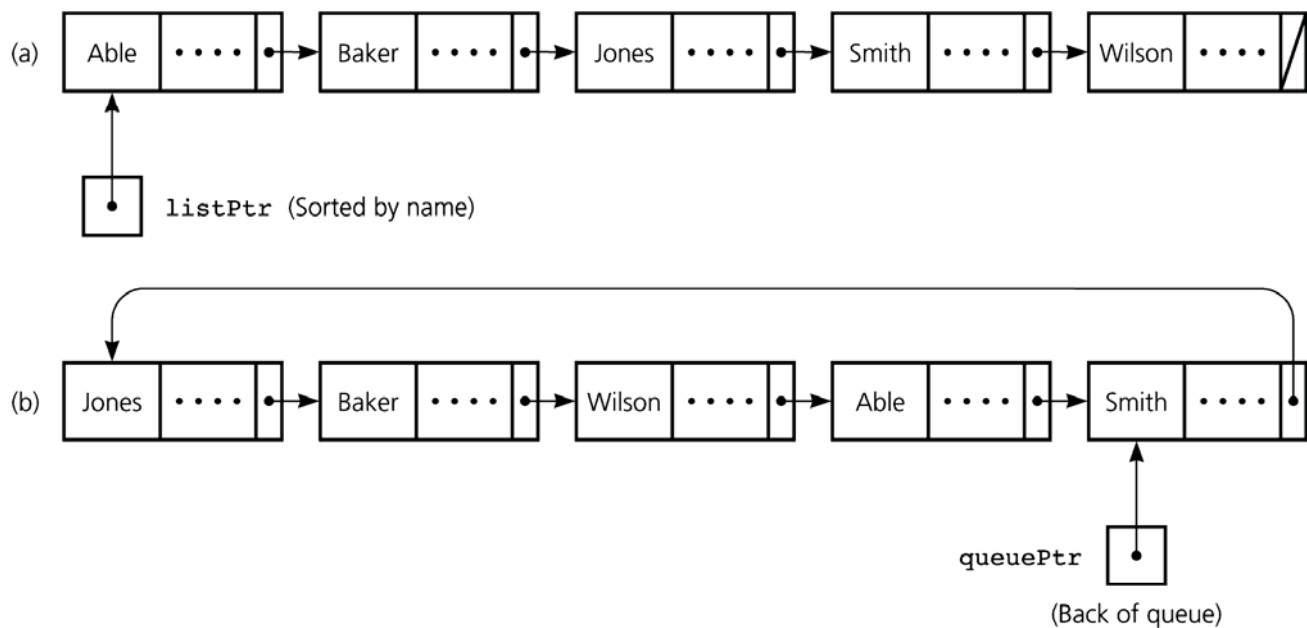 (a) Able • • • • Baker • • • • Jones • • • • Smith • • • • Wilson • • • •
listPtr (Sorted by name)
(b) Jones • • • • Baker • • • • Wilson • • • • Able • • • • Smith • • • •
queuePtr
(Back of queue)